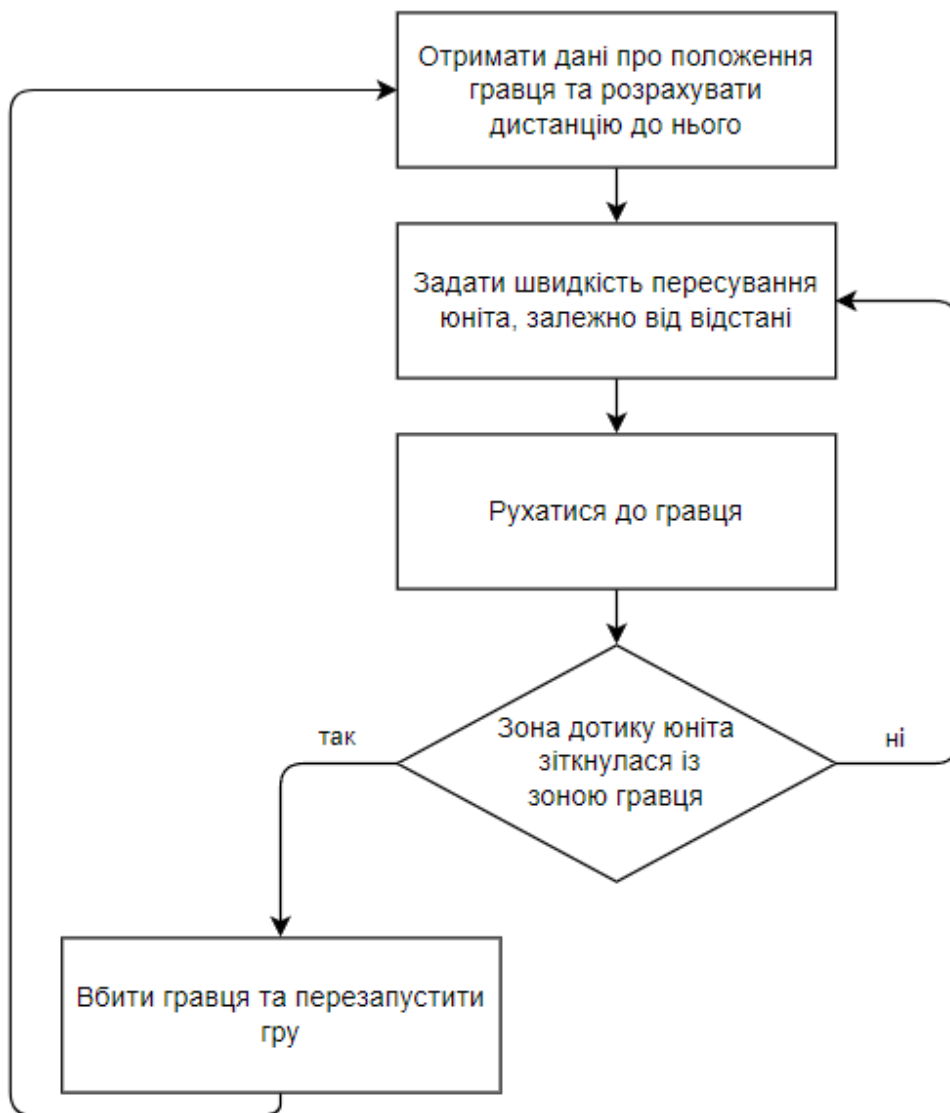 Отримати дані про положення
гравця та розрахувати
дистанцію до нього
Задати швидкість пересування
юніта, залежно від відстані
Рухатися до гравця
Зона дотику юніта
зіткнулася із
зоною гравця
так
ні
Вбити гравця та перезапустити
гру